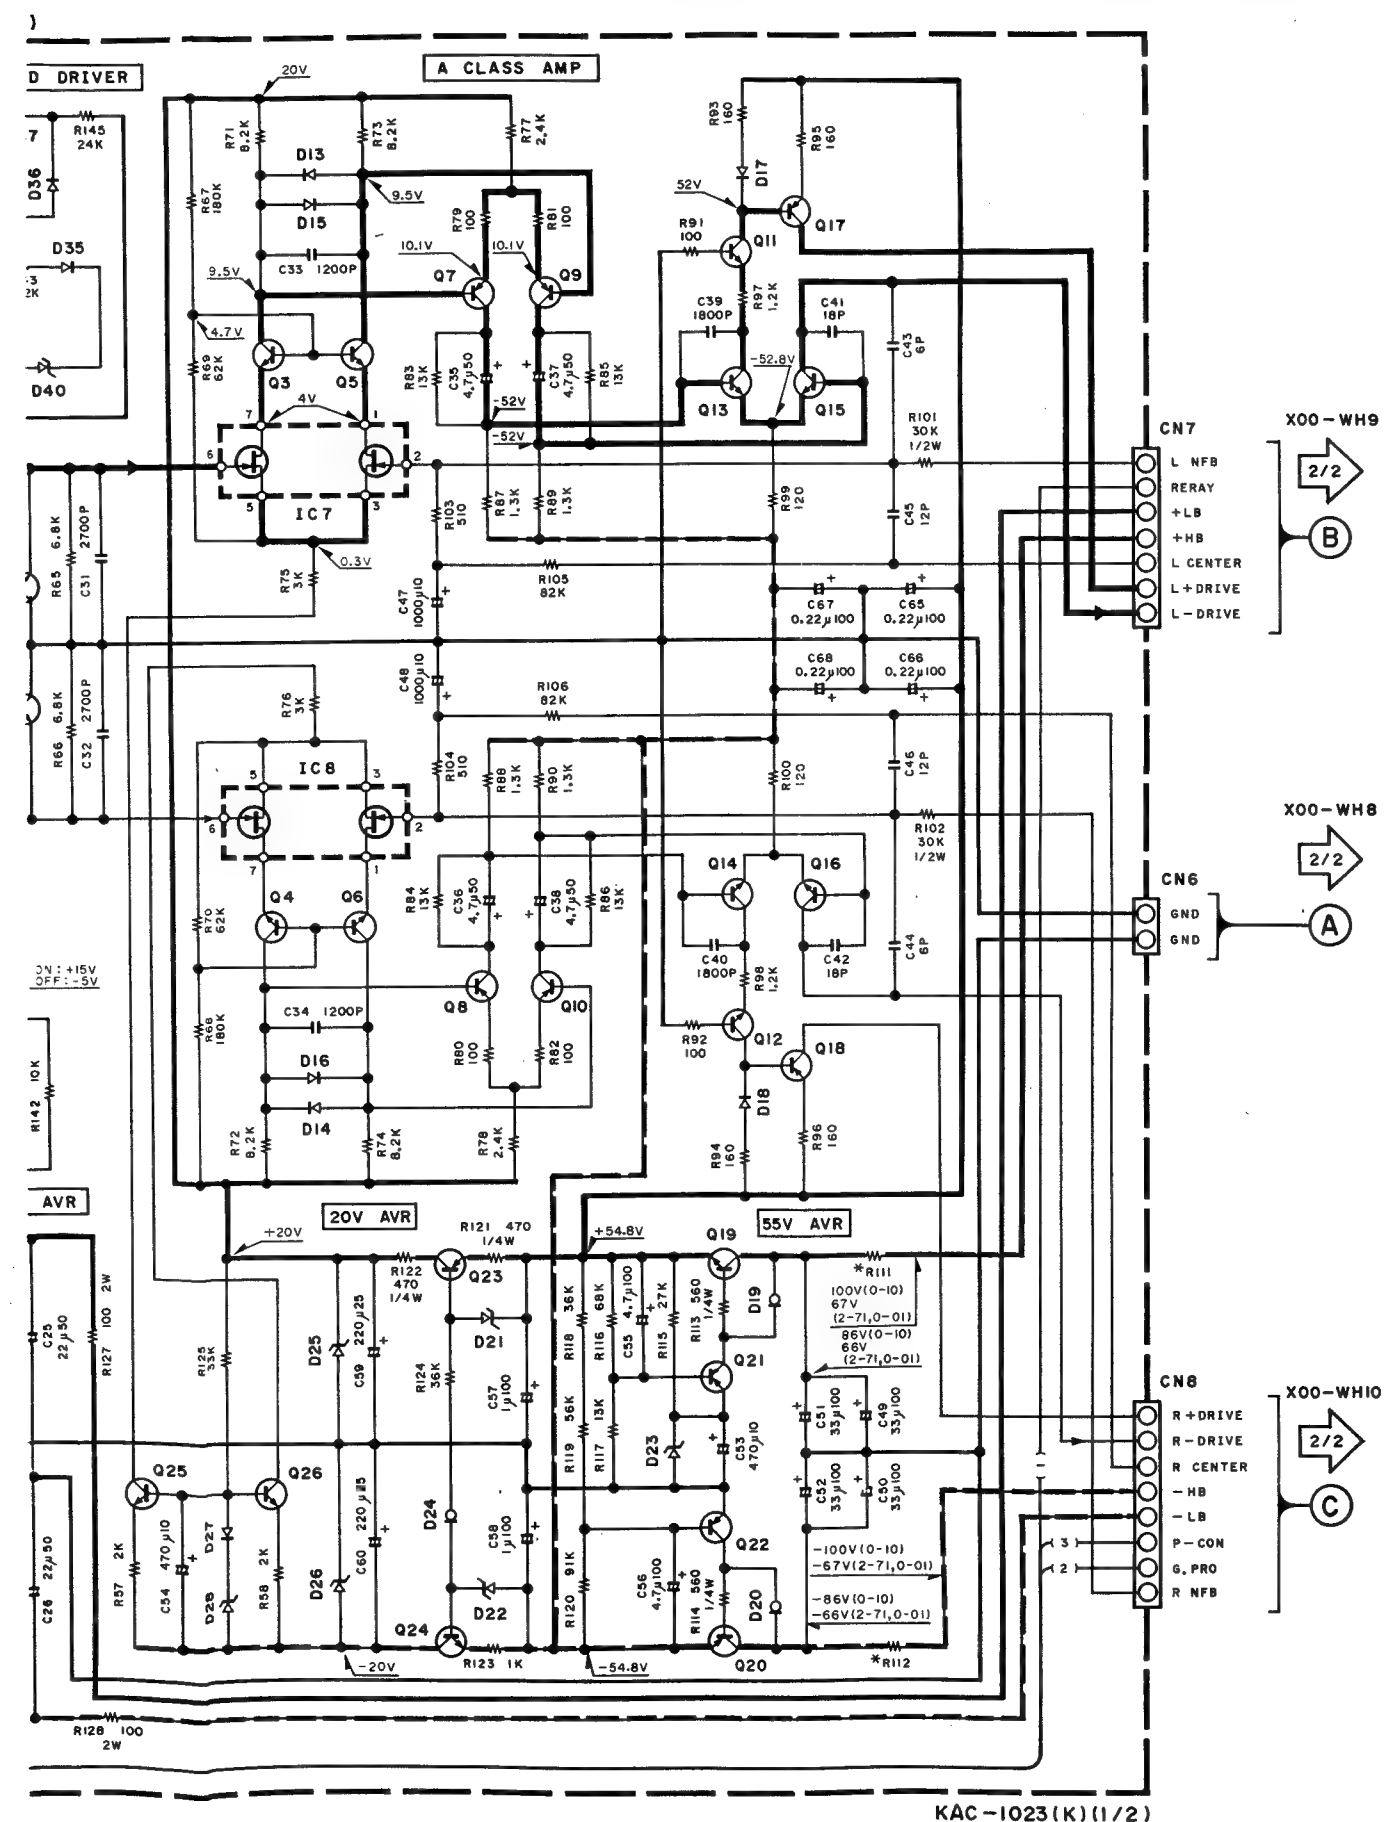 )
D DRIVER
A CLASS AMP
20V
R145
24K
7
D36
D35
3
2K
D40
R71
8.2K
R73
8.2K
R77
2.4K
D13
D15
9.5V
R67
180K
C33 1200P
9.5V
4.7V
R69
62K
Q3
Q5
R79
100
R81
100
10.1V
10.1V
Q7
Q9
R83
13K
C35
4.7µ50
C37
4.7µ50
R85
13K
-52V
-52V
7
4V
1
6
2
5
IC7
3
R93
160
R95
160
D17
52V
Q17
R91
100
Q11
R97
1.2K
C39
1800P
C41
18P
C43
6P
-52.8V
Q13
Q15
R101
30K
1/2W
CN7
X00-WH9
2/2
L NFB
RERAY
+LB
+HB
L CENTER
L+DRIVE
L-DRIVE
B
R65 6.8K
C31 2700P
R75
3K
0.3V
R103
510
R87
1.3K
R89
1.3K
R99
120
C45
12P
R105
82K
C47
1000µ10
C67
0.22µ100
C65
0.22µ100
C48
1000µ10
C68
0.22µ100
C66
0.22µ100
R66 6.8K
C32 2700P
R76
3K
R106
82K
5
IC8
3
6
2
7
1
R104
510
R88
1.3K
R90
1.3K
R100
120
C46
12P
R102
30K
1/2W
X00-WH8
2/2
CN6
GND
GND
A
Q4
Q6
R70
62K
R84
13K
C36
4.7µ50
C38
4.7µ50
R86
13K
Q14
Q16
C40
1800P
C42
18P
C44
6P
R98
1.2K
ON:+15V
OFF:-5V
C34 1200P
Q8
Q10
R68
180K
R80
100
R82
100
R92
100
Q12
Q18
D16
D14
D18
R142 10K
R72
8.2K
R74
8.2K
R78
2.4K
R94
160
R96
160
AVR
20V AVR
55V AVR
+20V
R121 470
1/4W
+54.8V
Q19
R122
470
1/4W
Q23
*R111
100V(0-10)
67V
(2-71,0-01)
86V(0-10)
66V
(2-71,0-01)
C25
22µ50
R127 100 2W
R125
33K
D25
C59 220µ25
R124
36K
D21
C57
1µ100
R118 36K
R116 68K
C55 4.7µ100
R115 27K
R113 560
1/4W
D19
Q21
R119 56K
R117 13K
D23
C53
470µ10
C51
33µ100
C49
33µ100
CN8
X00-WH10
2/2
R+DRIVE
R-DRIVE
R CENTER
-HB
-LB
P-CON
G.PRO
R NFB
C
1
3
2
Q25
Q26
D24
C60 220µ25
C58
1µ100
Q22
C52
33µ100
C50
33µ100
C26 22µ50
R57 2K
C54 470µ10
D27
D28
R58 2K
D26
D22
R120 91K
C56
4.7µ100
R114 560
1/4W
D20
-100V(0-10)
-67V(2-71,0-01)
-86V(0-10)
-66V(2-71,0-01)
Q24
-20V
R123 1K
-54.8V
Q20
*R112
R128 100
2W
KAC-1023(K)(1/2)